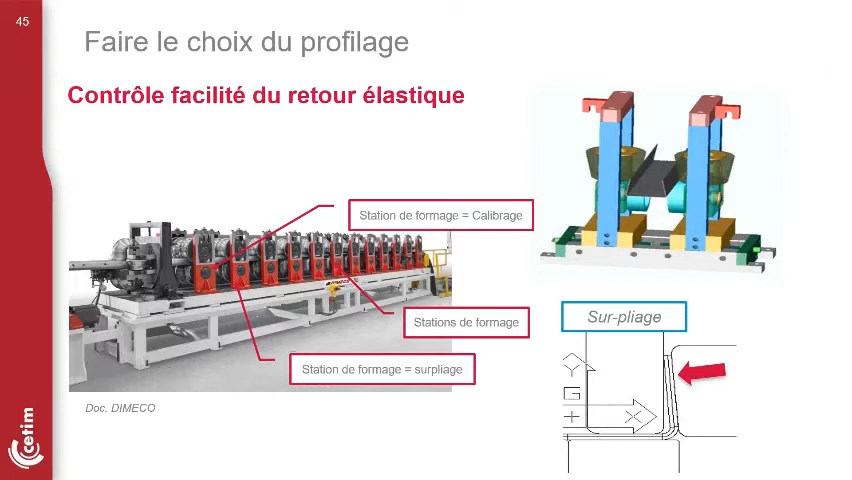 45
Faire le choix du profilage
Contrôle facilité du retour élastique
Station de formage = Calibrage
Stations de formage
Station de formage = surpliage
DIMECO
Doc. DIMECO
Sur-pliage
Y
G
+ X
cetim